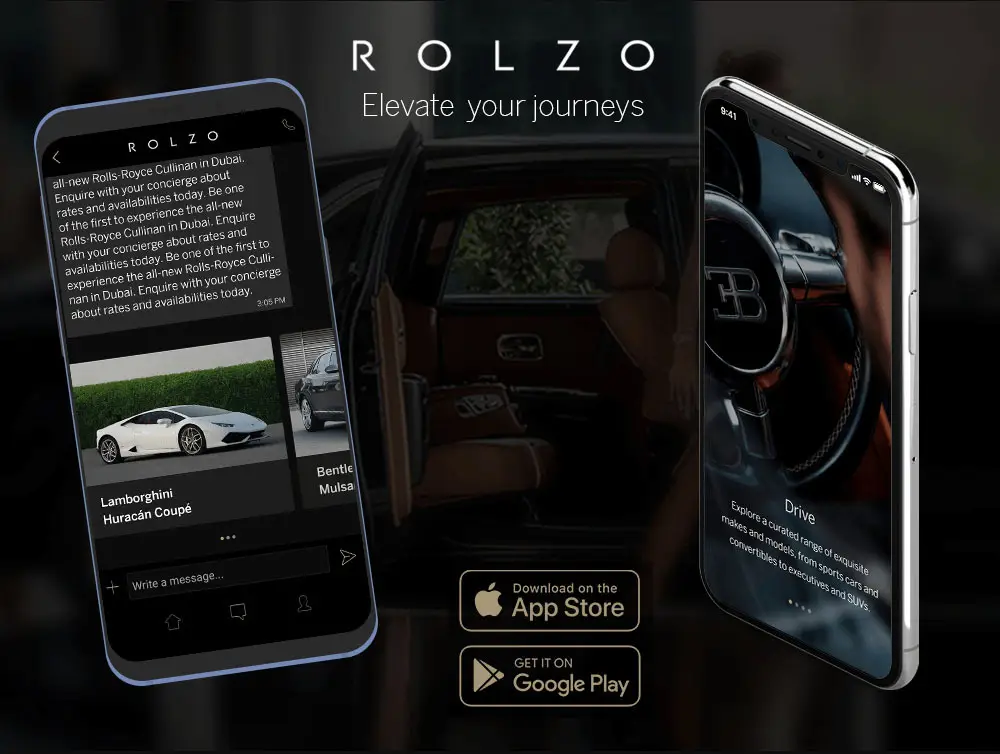 R O L Z O
Elevate your journeys
R O L Z O
all-new Rolls-Royce Cullinan in Dubai.
Enquire with your concierge about
rates and availabilities today. Be one
of the first to experience the all-new
Rolls-Royce Cullinan in Dubai. Enquire
with your concierge about rates and
availabilities today. Be one of the first to
experience the all-new Rolls-Royce Culli-
nan in Dubai. Enquire with your concierge
about rates and availabilities today.
3:05 PM
Lamborghini
Huracán Coupé
Bentle
Mulsa
Write a message...
9:41
EB
Drive
Explore a curated range of exquisite
makes and models, from sports cars and
convertibles to executives and SUVs.
Download on the
App Store
GET IT ON
Google Play